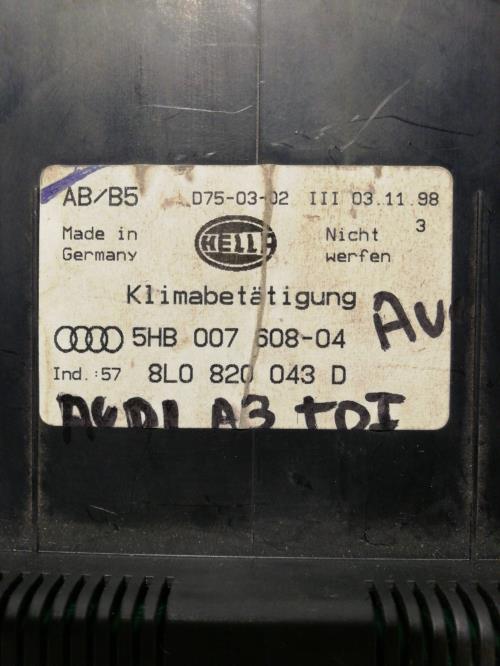 AB/B5 D75-03-02 III 03.11.98
Made in Germany HELLA Nicht werfen 3
Klimabetätigung
5HB 007 608-04
Ind.:57 8L0 820 043 D
AUDI A3 TDI